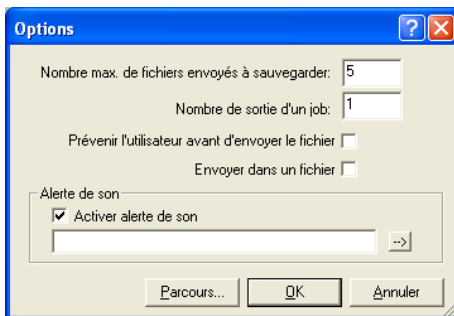 Options
Nombre max. de fichiers envoyés à sauvegarder: 5
Nombre de sortie d'un job: 1
Prévenir l'utilisateur avant d'envoyer le fichier
Envoyer dans un fichier
Alerte de son
Activer alerte de son
-->
Parcours... OK Annuler